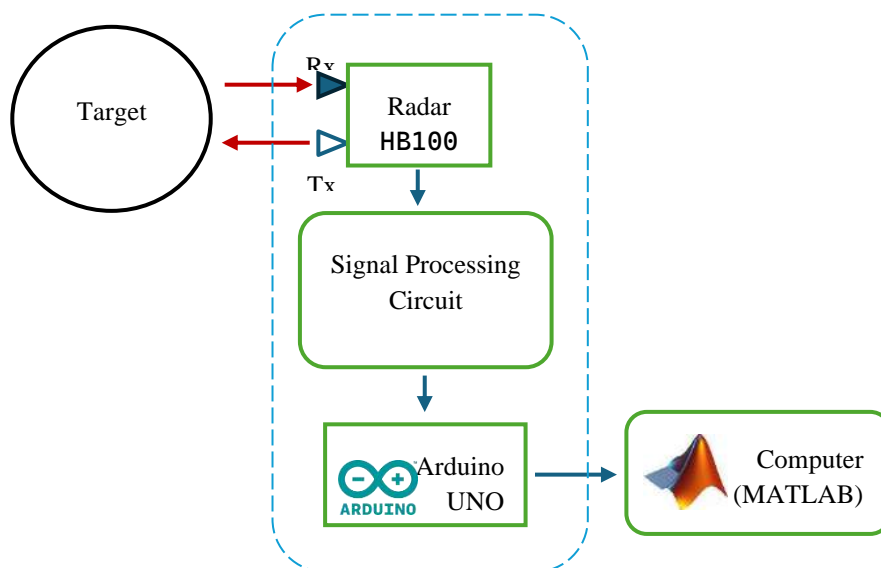 Rx
Target
Radar
HB100
Tx
Signal Processing
Circuit
Arduino
UNO
ARDUINO
Computer
(MATLAB)